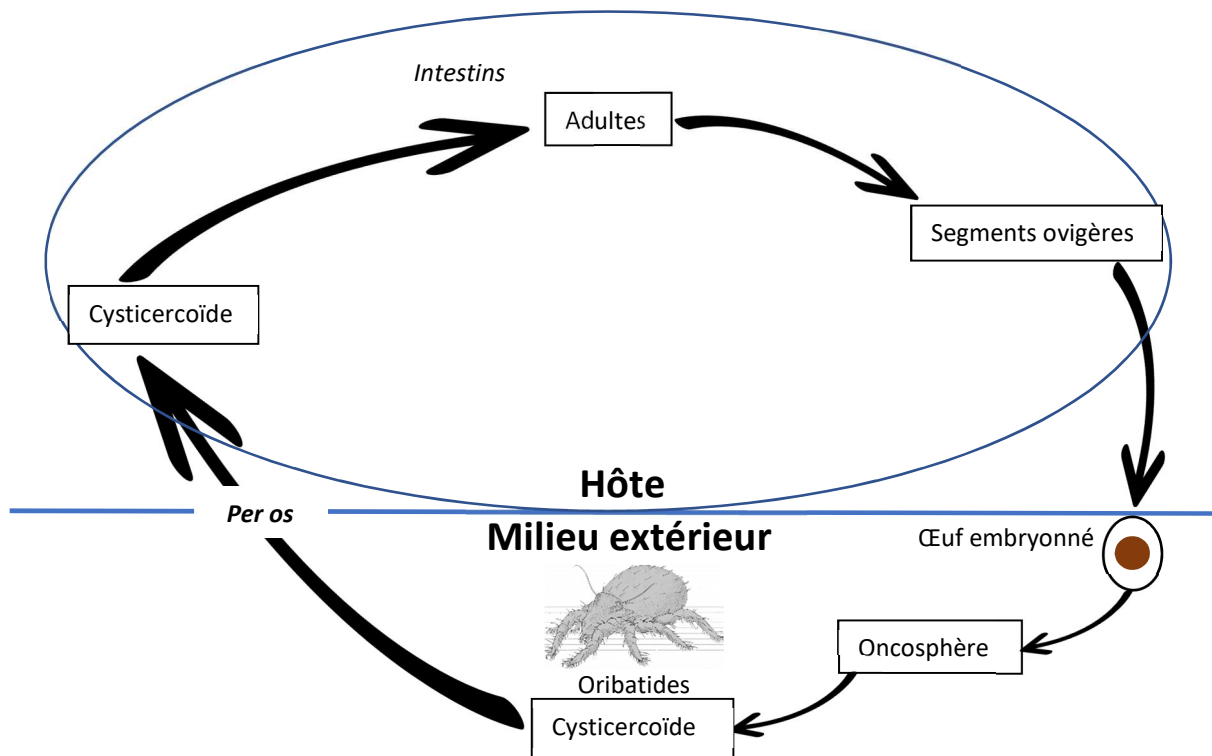 Intestins
Adultes
Segments ovigères
Cysticercoïde
Hôte
Per os
Milieu extérieur
Œuf embryonné
Oncosphère
Oribatides
Cysticercoïde